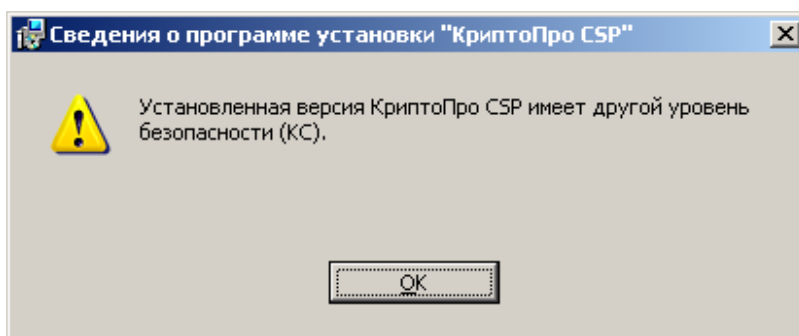 Сведения о программе установки "КриптоПро CSP"
Установленная версия КриптоПро CSP имеет другой уровень
безопасности (КС).
OK